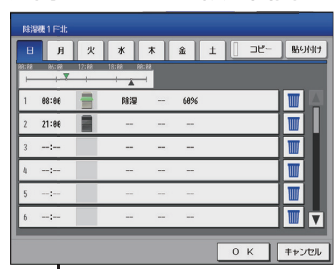 除湿機1F北
日 月 火 水 木 金 土 コピー 貼り付け
00:00 06:00 12:00 18:00 00:00
1 08:00 除湿 -- 60%
2 21:00 -- -- --
3 --:-- -- -- --
4 --:-- -- -- --
5 --:-- -- -- --
6 --:-- -- -- --
OK キャンセル